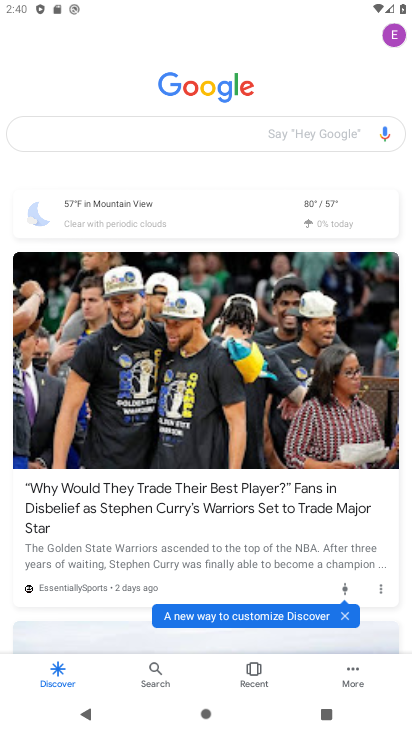 2:40
E
Google
Say "Hey Google"
57°F in Mountain View
80° / 57°
Clear with periodic clouds
0% today
“Why Would They Trade Their Best Player?” Fans in
Disbelief as Stephen Curry’s Warriors Set to Trade Major
Star
The Golden State Warriors ascended to the top of the NBA. After three
years of waiting, Stephen Curry was finally able to become a champion ...
EssentiallySports • 2 days ago
A new way to customize Discover
Discover
Search
Recent
More